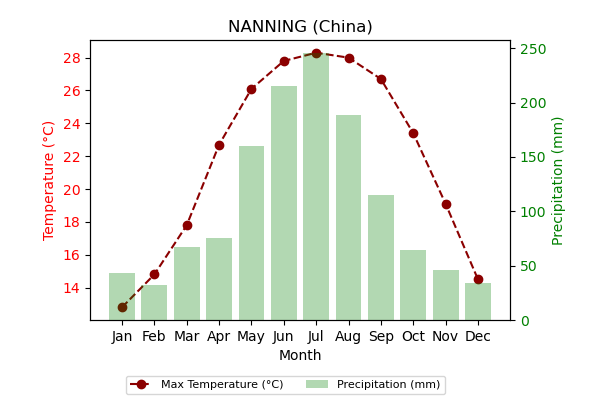 NANNING (China)
Temperature (°C)
28
26
24
22
20
18
16
14
250
200
150
100
50
0
Precipitation (mm)
Jan Feb Mar Apr May Jun Jul Aug Sep Oct Nov Dec
Month
Max Temperature (°C) Precipitation (mm)